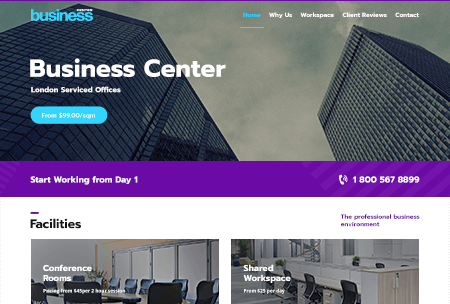 business
Home Why Us Workspace Client Reviews Contact
Business Center
London Serviced Offices
From $99.00/sqm
Start Working from Day 1
1 800 567 8899
Facilities
The professional business
environment
Conference
Rooms
Pricing from $45per 2 hour session
Shared
Workspace
From $25 per day